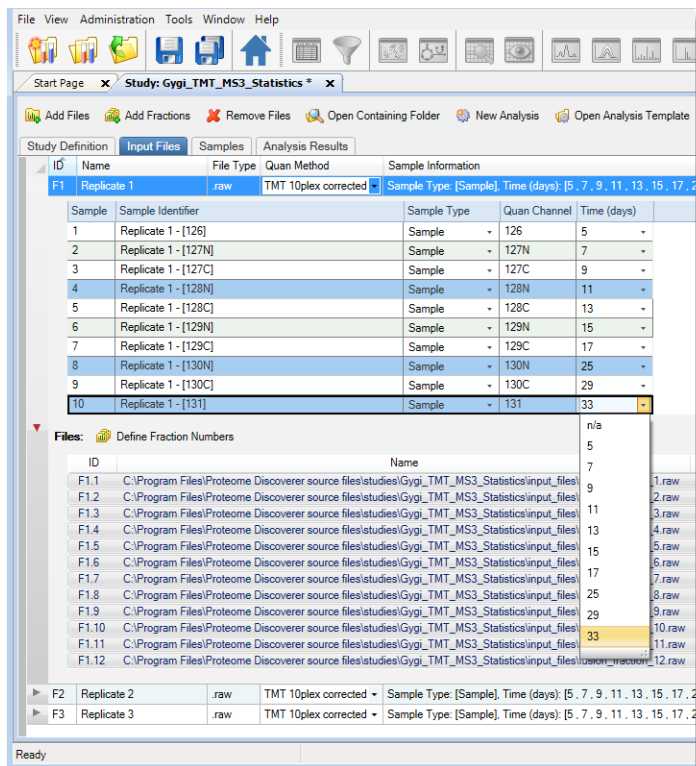 File View Administration Tools Window Help
Start Page X Study: Gygi_TMT_MS3_Statistics * X
Add Files Add Fractions Remove Files Open Containing Folder New Analysis Open Analysis Template
Study Definition Input Files Samples Analysis Results
ID Name File Type Quan Method Sample Information
F1 Replicate 1 .raw TMT 10plex corrected Sample Type: [Sample], Time (days): [5 , 7 , 9 , 11 , 13 , 15 , 17 , 2
Sample Sample Identifier Sample Type Quan Channel Time (days)
1 Replicate 1 - [126] Sample 126 5
2 Replicate 1 - [127N] Sample 127N 7
3 Replicate 1 - [127C] Sample 127C 9
4 Replicate 1 - [128N] Sample 128N 11
5 Replicate 1 - [128C] Sample 128C 13
6 Replicate 1 - [129N] Sample 129N 15
7 Replicate 1 - [129C] Sample 129C 17
8 Replicate 1 - [130N] Sample 130N 25
9 Replicate 1 - [130C] Sample 130C 29
10 Replicate 1 - [131] Sample 131 33
n/a
5
7
9
11
13
15
17
25
29
33
Files: Define Fraction Numbers
ID Name
F1.1 C:\Program Files\Proteome Discoverer source files\studies\Gygi_TMT_MS3_Statistics\input_files\ _1.raw
F1.2 C:\Program Files\Proteome Discoverer source files\studies\Gygi_TMT_MS3_Statistics\input_files\ _2.raw
F1.3 C:\Program Files\Proteome Discoverer source files\studies\Gygi_TMT_MS3_Statistics\input_files\ _3.raw
F1.4 C:\Program Files\Proteome Discoverer source files\studies\Gygi_TMT_MS3_Statistics\input_files\ _4.raw
F1.5 C:\Program Files\Proteome Discoverer source files\studies\Gygi_TMT_MS3_Statistics\input_files\ _5.raw
F1.6 C:\Program Files\Proteome Discoverer source files\studies\Gygi_TMT_MS3_Statistics\input_files\ _6.raw
F1.7 C:\Program Files\Proteome Discoverer source files\studies\Gygi_TMT_MS3_Statistics\input_files\ _7.raw
F1.8 C:\Program Files\Proteome Discoverer source files\studies\Gygi_TMT_MS3_Statistics\input_files\ _8.raw
F1.9 C:\Program Files\Proteome Discoverer source files\studies\Gygi_TMT_MS3_Statistics\input_files\ _9.raw
F1.10 C:\Program Files\Proteome Discoverer source files\studies\Gygi_TMT_MS3_Statistics\input_files\ _10.raw
F1.11 C:\Program Files\Proteome Discoverer source files\studies\Gygi_TMT_MS3_Statistics\input_files\ _11.raw
F1.12 C:\Program Files\Proteome Discoverer source files\studies\Gygi_TMT_MS3_Statistics\input_files\fusion_fraction_12.raw
F2 Replicate 2 .raw TMT 10plex corrected Sample Type: [Sample], Time (days): [5 , 7 , 9 , 11 , 13 , 15 , 17 , 2
F3 Replicate 3 .raw TMT 10plex corrected Sample Type: [Sample], Time (days): [5 , 7 , 9 , 11 , 13 , 15 , 17 , 2
Ready